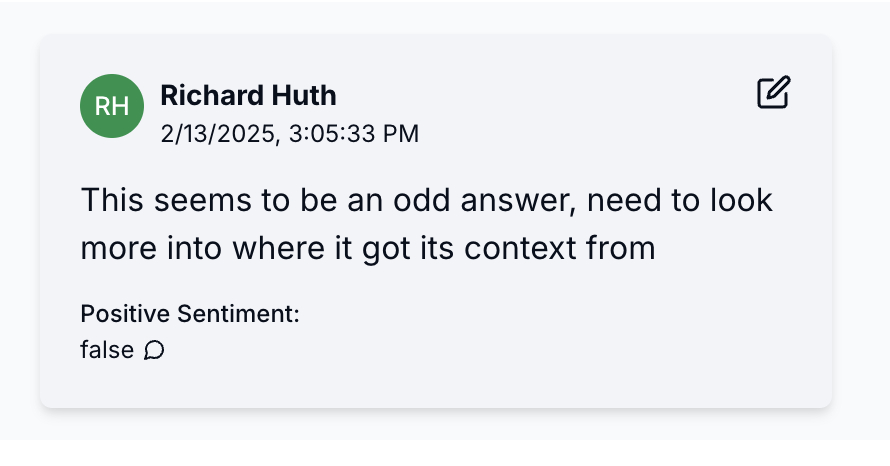 RH
Richard Huth
2/13/2025, 3:05:33 PM
This seems to be an odd answer, need to look
more into where it got its context from
Positive Sentiment:
false